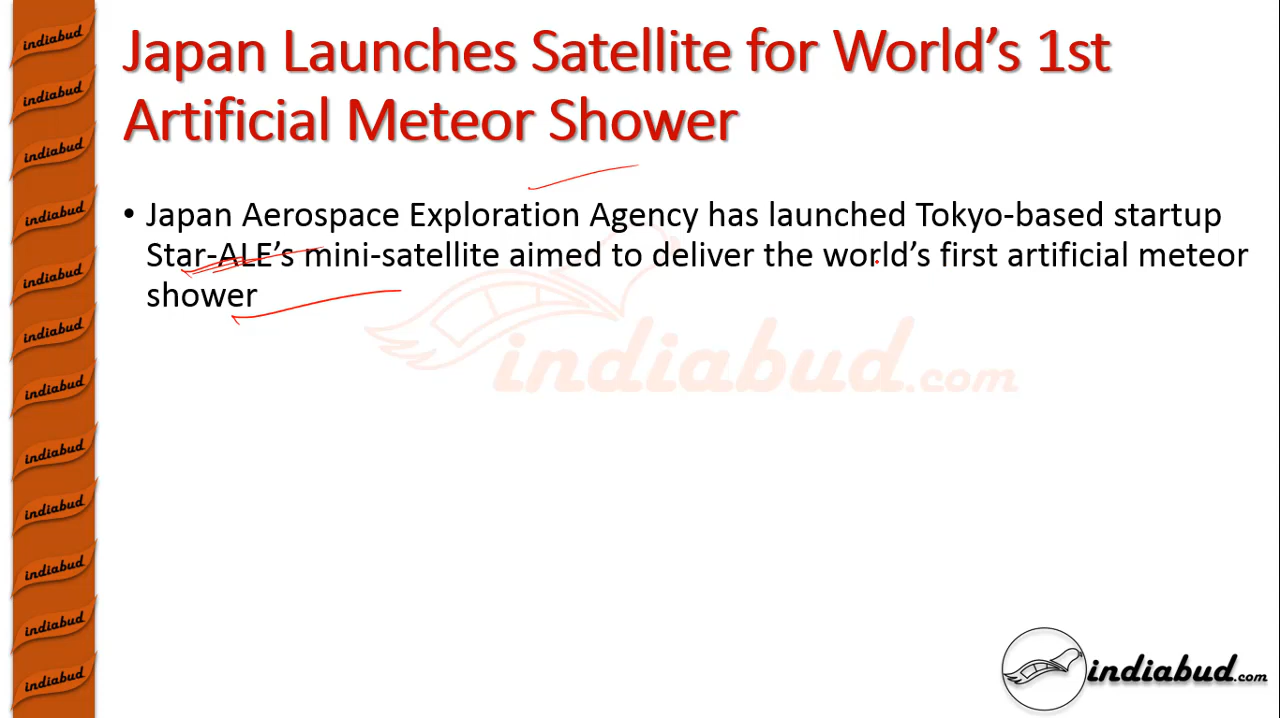 Japan Launches Satellite for World’s 1st
Artificial Meteor Shower
• Japan Aerospace Exploration Agency has launched Tokyo-based startup
Star-ALE’s mini-satellite aimed to deliver the world’s first artificial meteor
shower
indiabud.com
indiabud
indiabud
indiabud
indiabud
indiabud
indiabud
indiabud
indiabud
indiabud
indiabud
indiabud
indiabud
indiabud.com